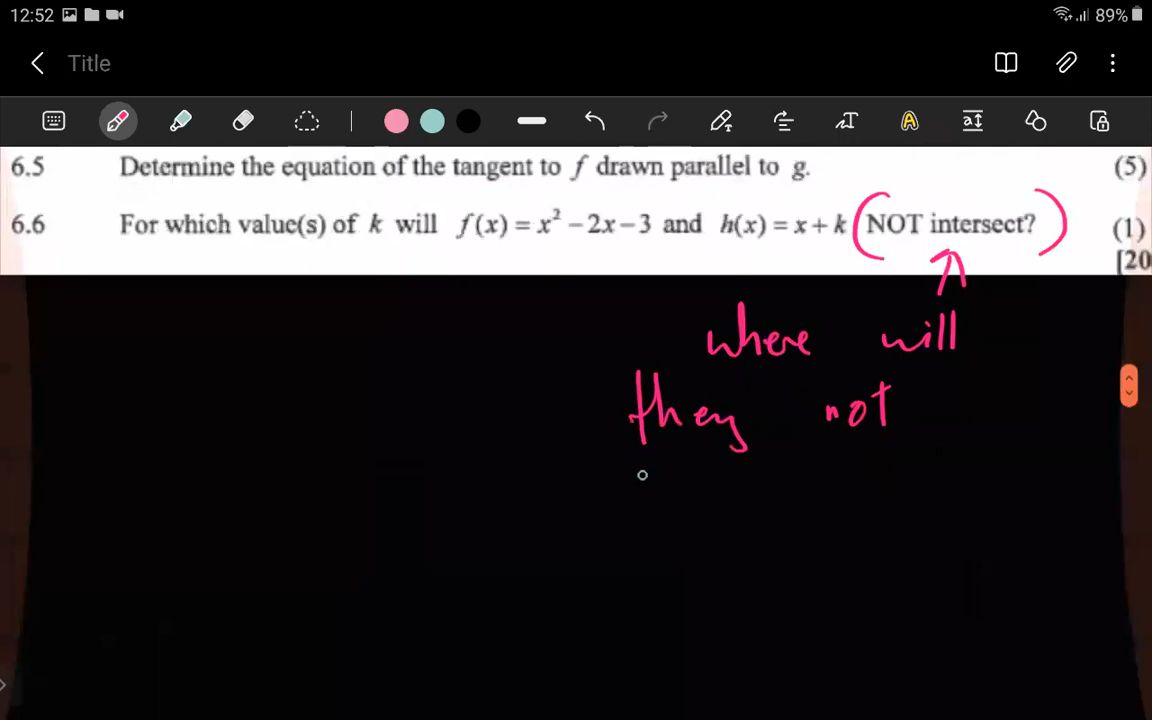 12:52 89%
Title
6.5 Determine the equation of the tangent to f drawn parallel to g. (5)
6.6 For which value(s) of k will f(x) = x² − 2x − 3 and h(x) = x + k (NOT intersect?) (1)
[20
where will
they not